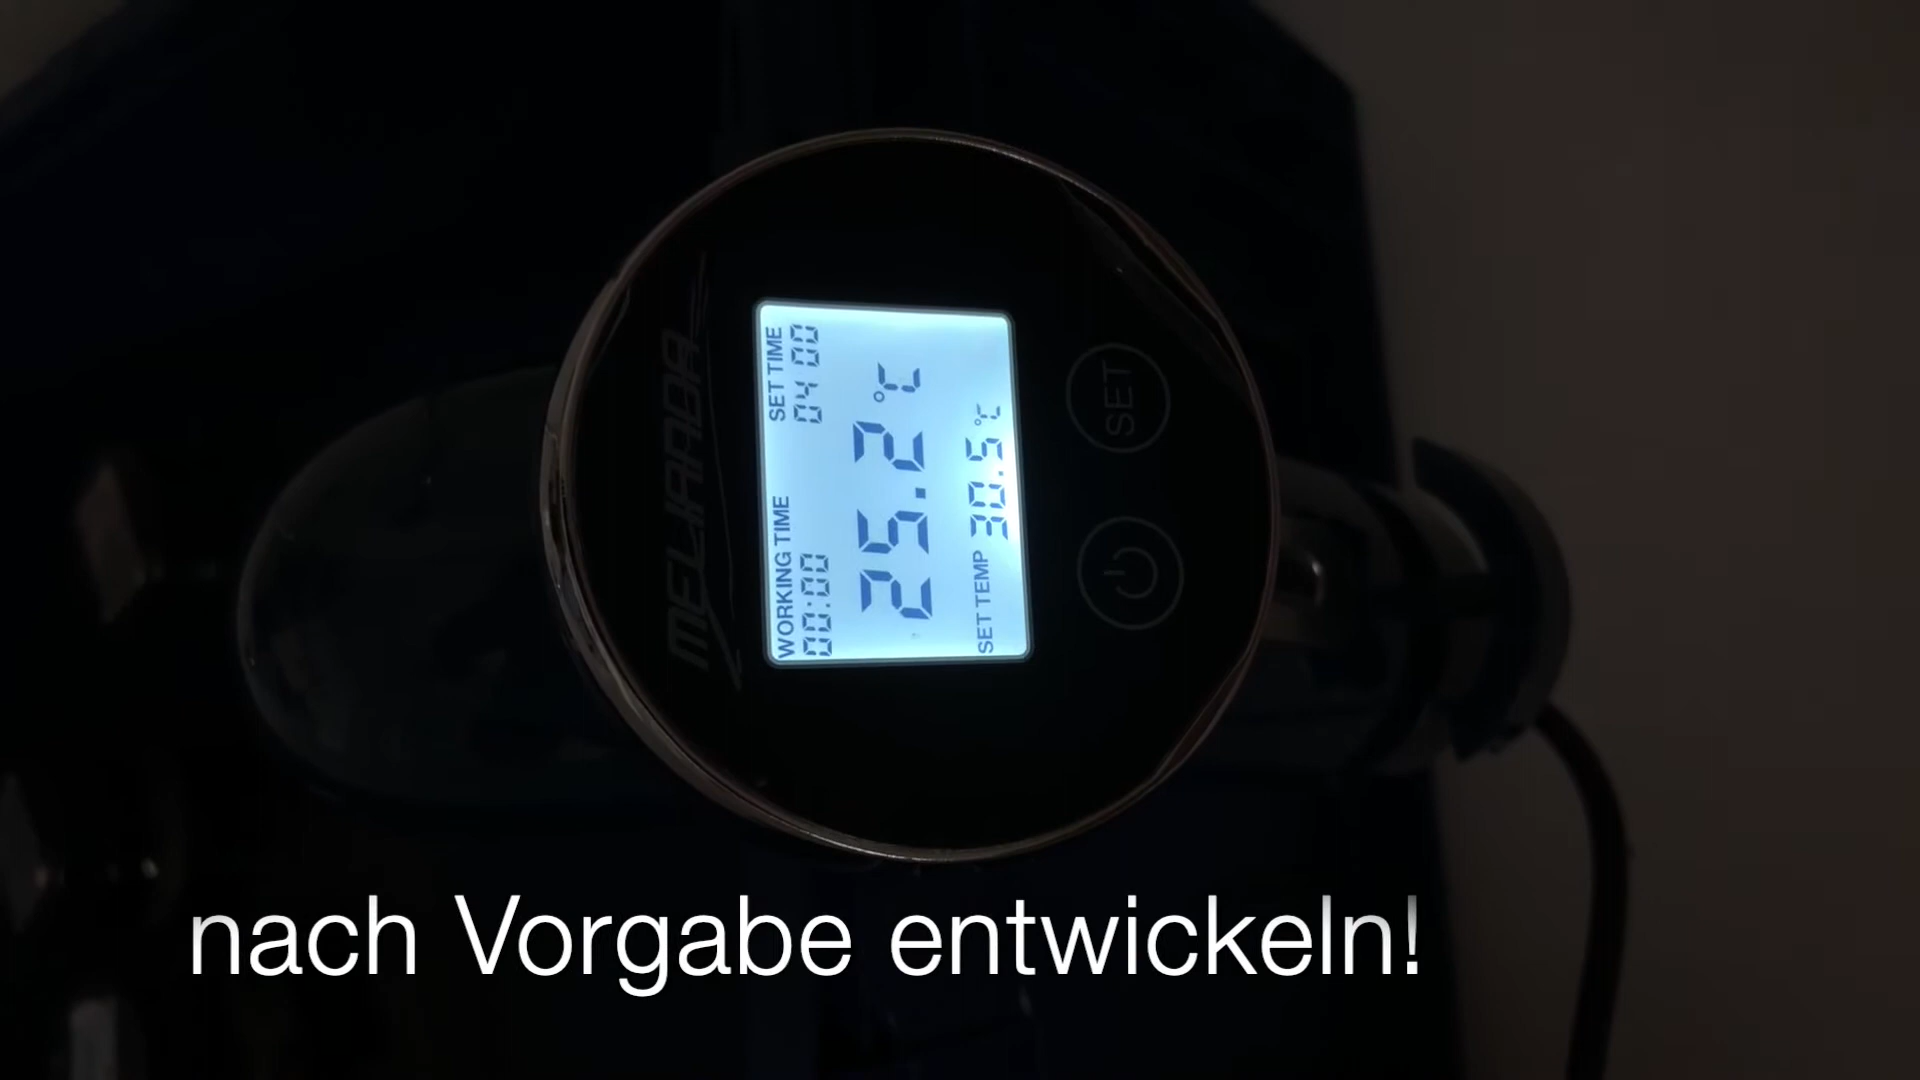 MELIARDA
WORKING TIME SET TIME
00:00 04 00
25.2 °C
SET TEMP 30.5 °C
SET
nach Vorgabe entwickeln!